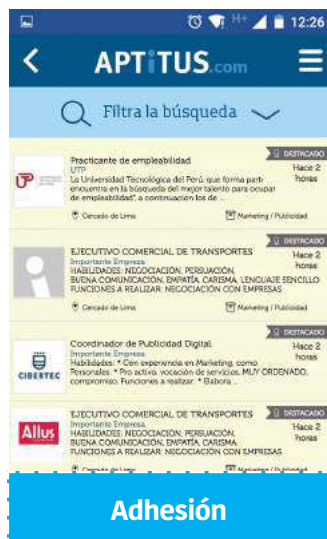 H+ 12:26
APTiTUS.com
Filtra la búsqueda
DESTACADO
Practicante de empleabilidad
Hace 2 horas
UTP
La Universidad Tecnológica del Perú, que forma parte
encuentra en la búsqueda del mejor talento para ocupar
de empleabilidad", a continuación los de ...
Cercado de Lima
Marketing / Publicidad
DESTACADO
EJECUTIVO COMERCIAL DE TRANSPORTES
Hace 2 horas
Importante Empresa
HABILIDADES: NEGOCIACIÓN, PERSUACIÓN,
BUENA COMUNICACIÓN, EMPATÍA, CARISMA, LENGUAJE SENCILLO
FUNCIONES A REALIZAR: NEGOCIACIÓN CON EMPRESAS
Cercado de Lima
Marketing / Publicidad
DESTACADO
Coordinador de Publicidad Digital
Hace 2 horas
Importante Empresa
CIBERTEC
Habilidades: * Con experiencia en Marketing, como
Personales: * Pro activo, vocación de servicios, MUY ORDENADO,
compromiso. Funciones a realizar: * Elabora...
DESTACADO
EJECUTIVO COMERCIAL DE TRANSPORTES
Hace 2 horas
Importante Empresa
Allus
HABILIDADES: NEGOCIACIÓN, PERSUACIÓN,
BUENA COMUNICACIÓN, EMPATÍA, CARISMA,
FUNCIONES A REALIZAR: NEGOCIACIÓN CON EMPRESAS
Cercado de Lima
Marketing / Publicidad
Adhesión